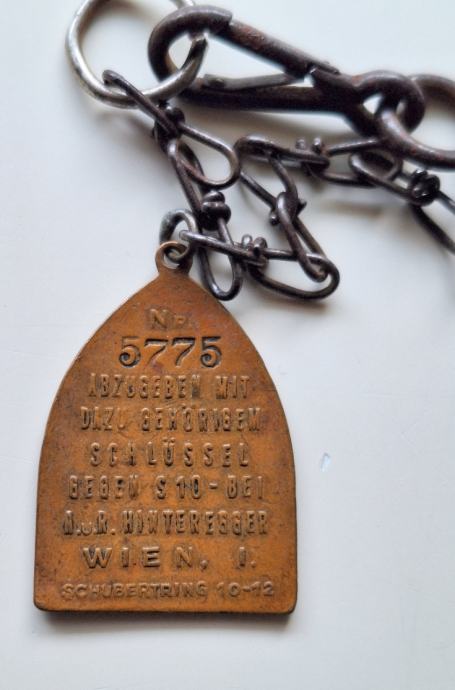 Nr.
5775
ABZUGEBEN MIT
DAZU GEHÖRIGEM
SCHLÜSSEL
GEGEN S 10 - BEI
A.u.R. HINTEREGGER
WIEN, I.
SCHUBERTRING 10-12